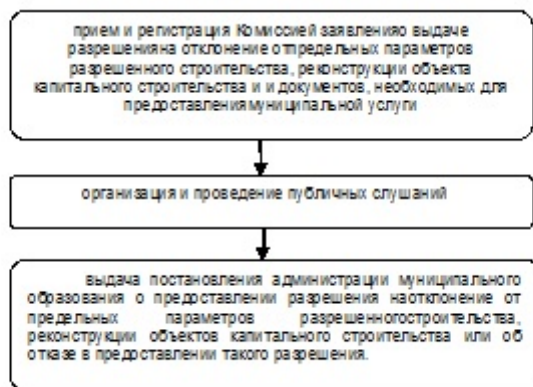 прием и регистрация Комиссией заявленияо выдаче
разрешенияна отклонение отпредельных параметров
разрешенного строительства, реконструкции объекта
капитального строительства и и документов, необходимых для
предоставлениямуниципальной услуги
организация и проведение публичных слушаний
выдача постановления администрации муниципального
образования о предоставлении разрешения наотклонение от
предельных параметров разрешенногостроительства,
реконструкции объектов капитального строительства или об
отказе в предоставлении такого разрешения.